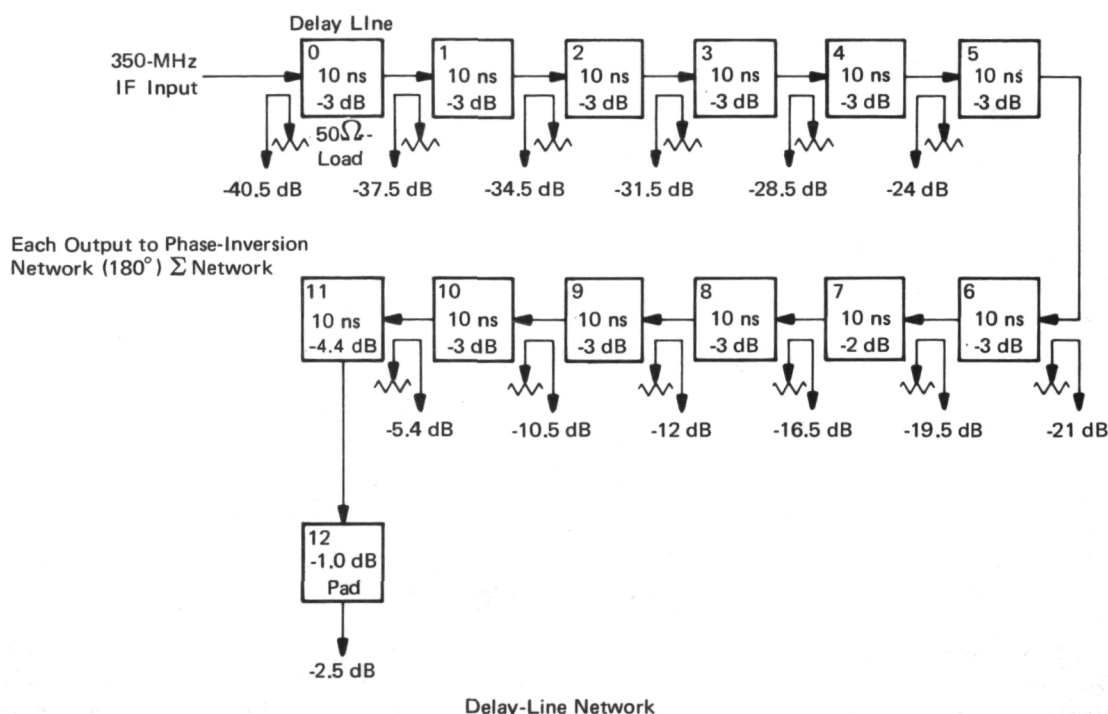 Delay LIne
350-MHz
IF Input
0
10 ns
-3 dB
1
10 ns
-3 dB
2
10 ns
-3 dB
3
10 ns
-3 dB
4
10 ns
-3 dB
5
10 ns
-3 dB
50Ω-
Load
-40.5 dB
-37.5 dB
-34.5 dB
-31.5 dB
-28.5 dB
-24 dB
Each Output to Phase-Inversion
Network (180°) Σ Network
11
10 ns
-4.4 dB
10
10 ns
-3 dB
9
10 ns
-3 dB
8
10 ns
-3 dB
7
10 ns
-2 dB
6
10 ns
-3 dB
-5.4 dB
-10.5 dB
-12 dB
-16.5 dB
-19.5 dB
-21 dB
12
-1.0 dB
Pad
-2.5 dB
Delay-Line Network